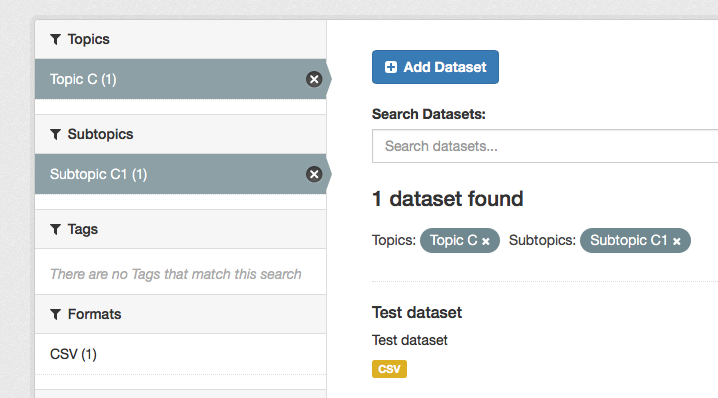 Topics
Topic C (1)
Subtopics
Subtopic C1 (1)
Tags
There are no Tags that match this search
Formats
CSV (1)
Add Dataset
Search Datasets:
Search datasets...
1 dataset found
Topics: Topic C × Subtopics: Subtopic C1 ×
Test dataset
Test dataset
CSV